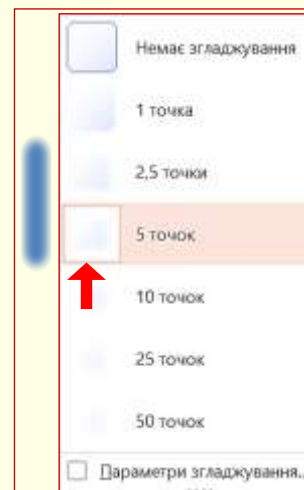 Немає згладжування
1 точка
2,5 точки
5 точок
10 точок
25 точок
50 точок
Параметри згладжування...